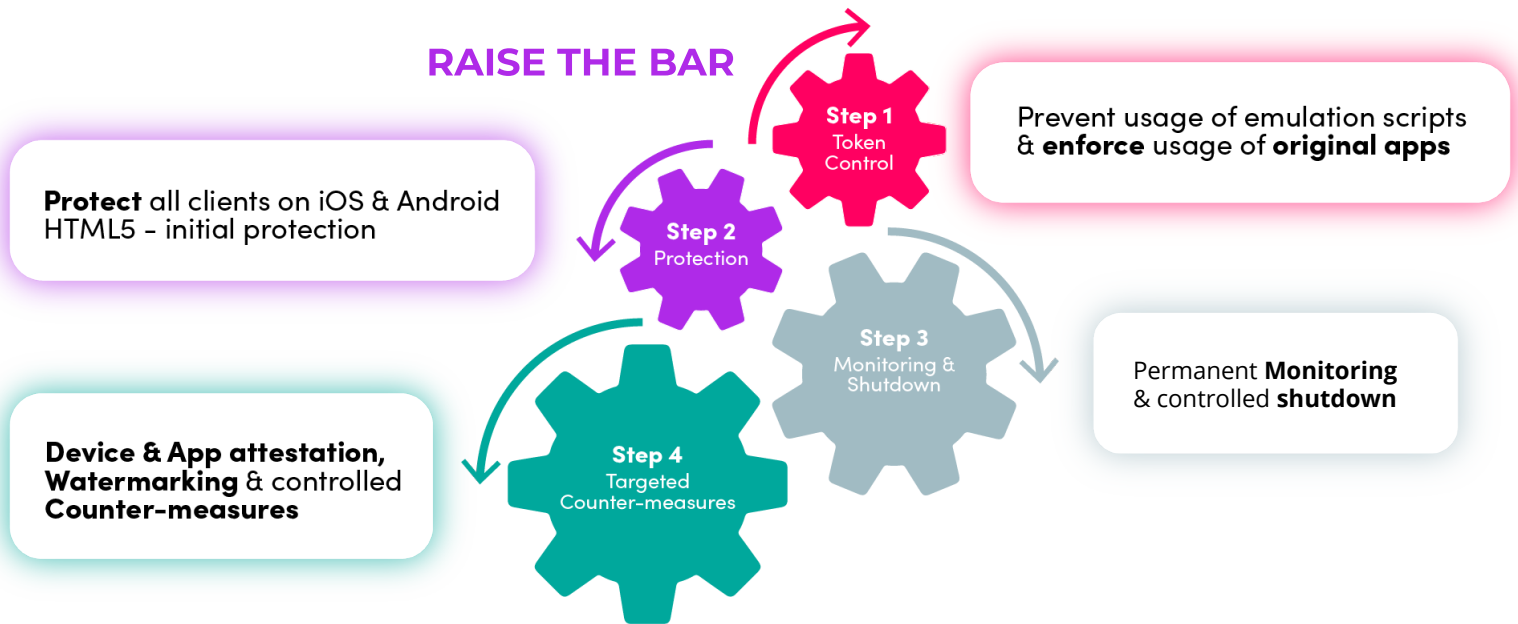 RAISE THE BAR
Step 1
Token
Control
Prevent usage of emulation scripts
& enforce usage of original apps
Step 2
Protection
Protect all clients on iOS & Android
HTML5 - initial protection
Step 3
Monitoring &
Shutdown
Permanent Monitoring
& controlled shutdown
Step 4
Targeted
Counter-measures
Device & App attestation,
Watermarking & controlled
Counter-measures